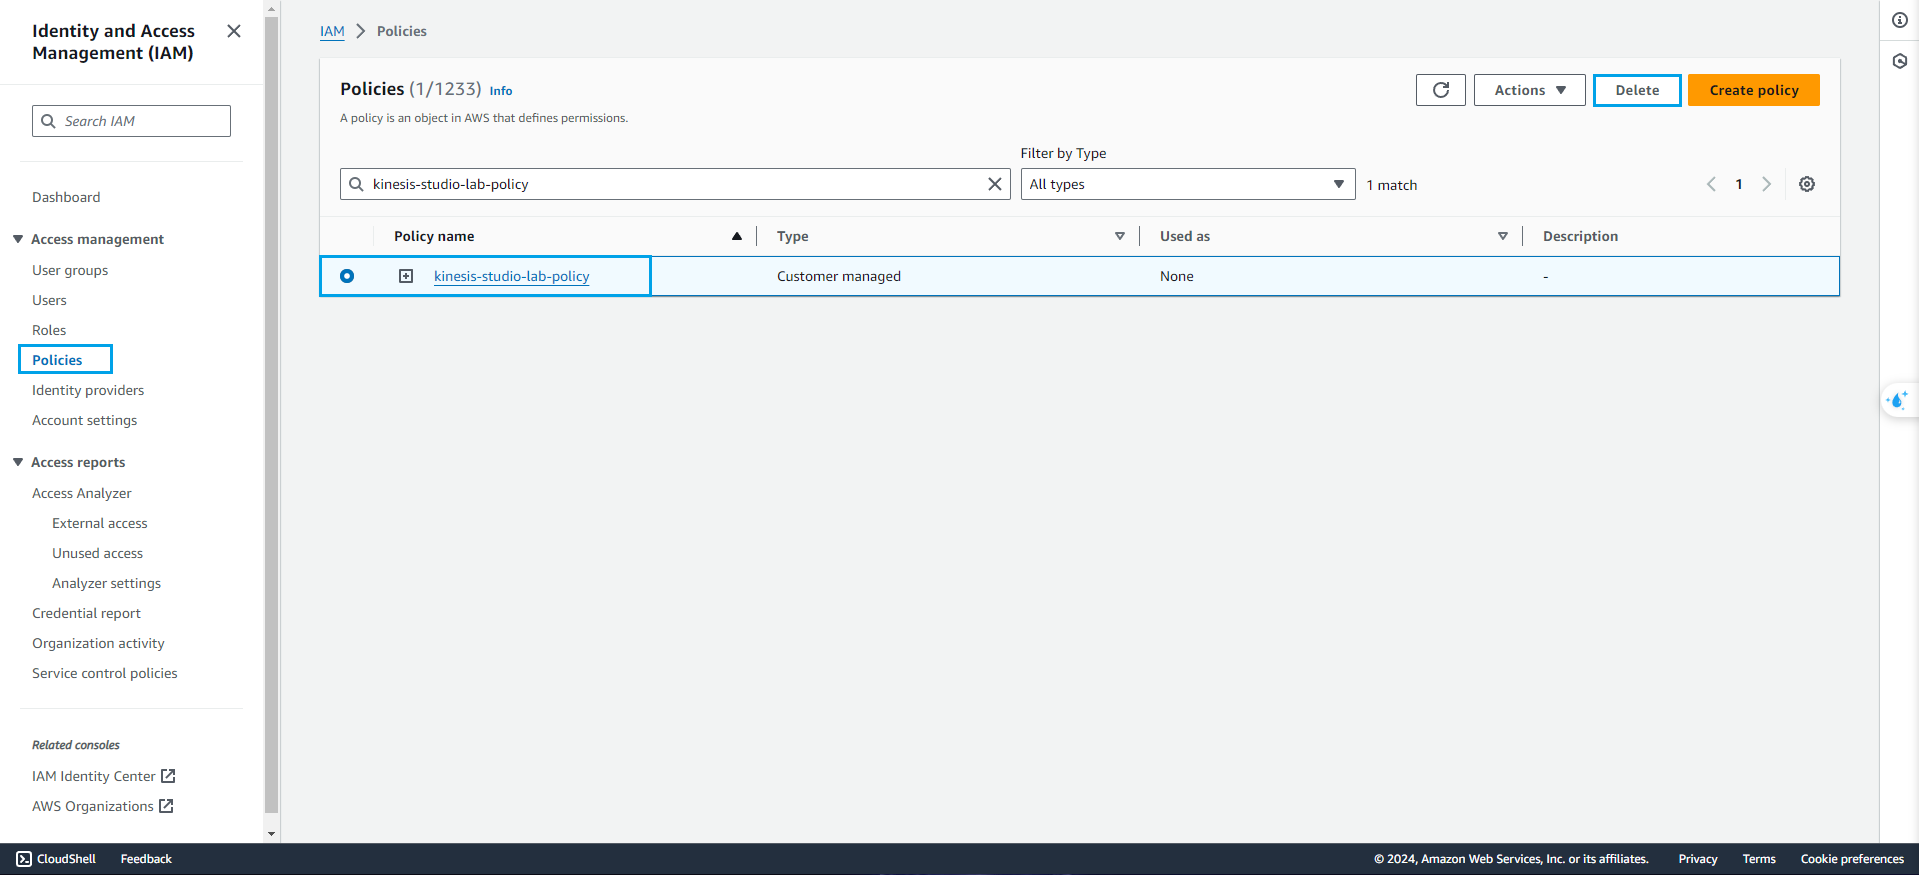 Identity and Access
Management (IAM)
Search IAM
Dashboard
Access management
User groups
Users
Roles
Policies
Identity providers
Account settings
Access reports
Access Analyzer
External access
Unused access
Analyzer settings
Credential report
Organization activity
Service control policies
Related consoles
IAM Identity Center
AWS Organizations
IAM > Policies
Policies (1/1233) Info
A policy is an object in AWS that defines permissions.
Actions Delete Create policy
Filter by Type
kinesis-studio-lab-policy All types 1 match 1
Policy name Type Used as Description
kinesis-studio-lab-policy Customer managed None -
CloudShell Feedback © 2024, Amazon Web Services, Inc. or its affiliates. Privacy Terms Cookie preferences